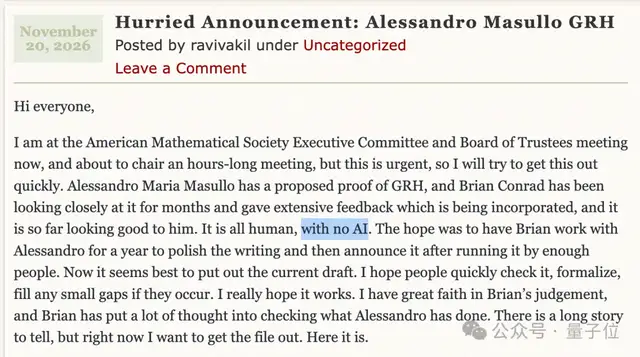 November
20, 2026
Hurried Announcement: Alessandro Masullo GRH
Posted by ravivakil under Uncategorized
Leave a Comment
Hi everyone,
I am at the American Mathematical Society Executive Committee and Board of Trustees meeting
now, and about to chair an hours-long meeting, but this is urgent, so I will try to get this out
quickly. Alessandro Maria Masullo has a proposed proof of GRH, and Brian Conrad has been
looking closely at it for months and gave extensive feedback which is being incorporated, and it
is so far looking good to him. It is all human, with no AI. The hope was to have Brian work with
Alessandro for a year to polish the writing and then announce it after running it by enough
people. Now it seems best to put out the current draft. I hope people quickly check it, formalize,
fill any small gaps if they occur. I really hope it works. I have great faith in Brian's judgement,
and Brian has put a lot of thought into checking what Alessandro has done. There is a long story
to tell, but right now I want to get the file out. Here it is.
公众号 · 量子位